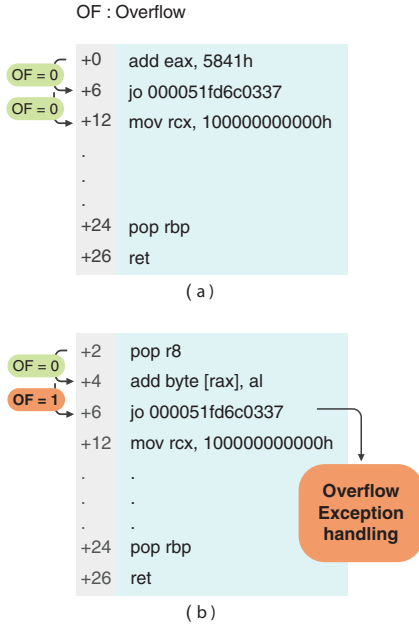 OF : Overflow
+0 add eax, 5841h
OF = 0
+6 jo 000051fd6c0337
OF = 0
+12 mov rcx, 100000000000h
.
.
.
+24 pop rbp
+26 ret
( a )
+2 pop r8
OF = 0
+4 add byte [rax], al
OF = 1
+6 jo 000051fd6c0337
+12 mov rcx, 100000000000h
. .
. .
. .
Overflow
Exception
handling
+24 pop rbp
+26 ret
( b )